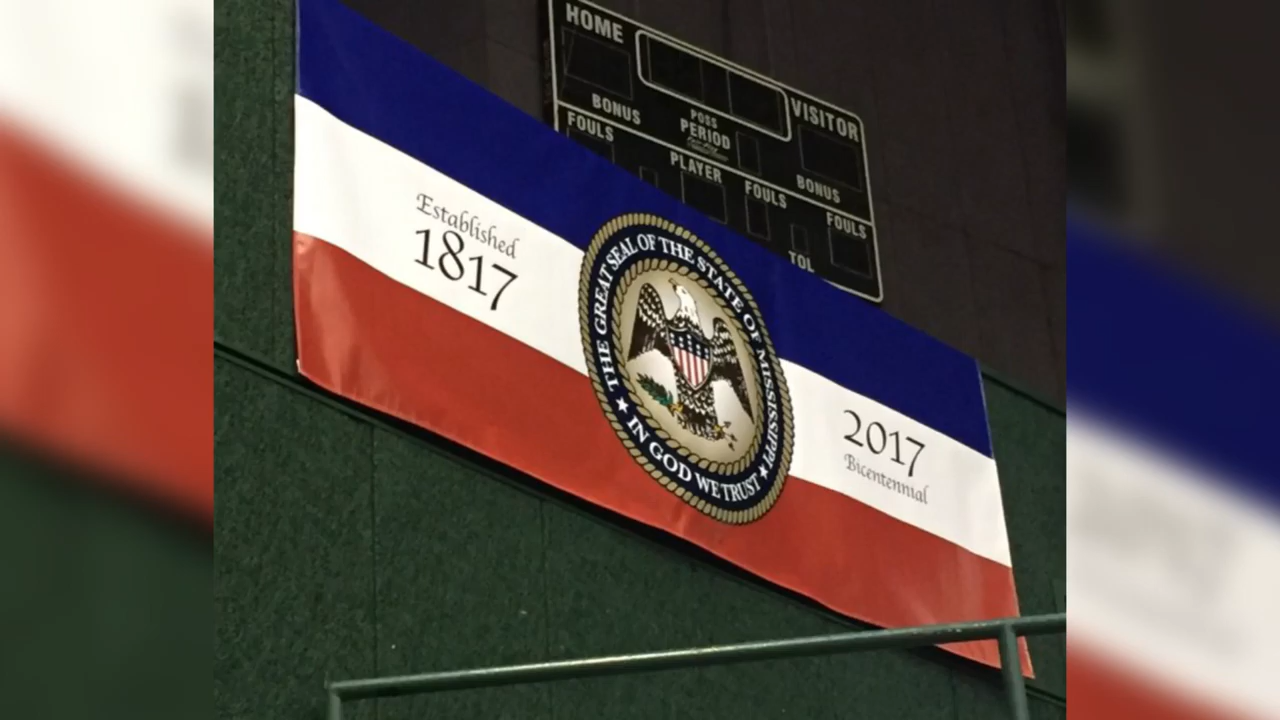 HOME
VISITOR
BONUS
POSS
PERIOD
BONUS
FOULS
PLAYER
FOULS
FOULS
TOL
Established
1817
THE GREAT SEAL OF THE STATE OF MISSISSIPPI
IN GOD WE TRUST
2017
Bicentennial